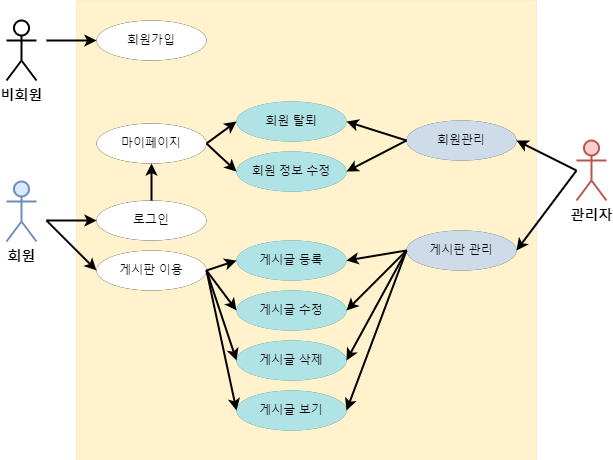 회원가입
비회원
회원 탈퇴
마이페이지
회원관리
회원 정보 수정
관리자
로그인
회원
게시판 이용
게시글 등록
게시판 관리
게시글 수정
게시글 삭제
게시글 보기